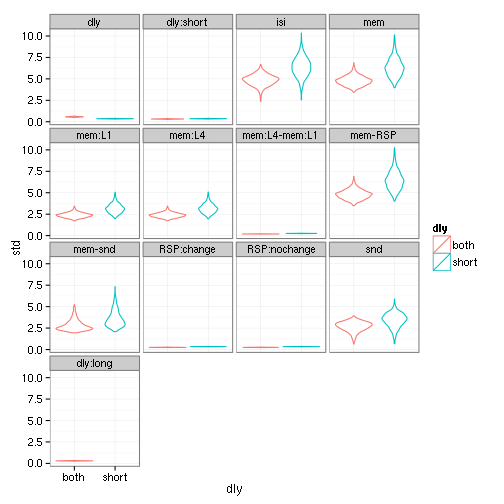 dly dly:short isi mem
10.0
7.5
5.0
2.5
0.0
mem:L1 mem:L4 mem:L4-mem:L1 mem-RSP
10.0
7.5
5.0
2.5
0.0
mem-snd RSP:change RSP:nochange snd
10.0
7.5
5.0
2.5
0.0
dly:long
10.0
7.5
5.0
2.5
0.0
both short
std
dly
dly
both
short